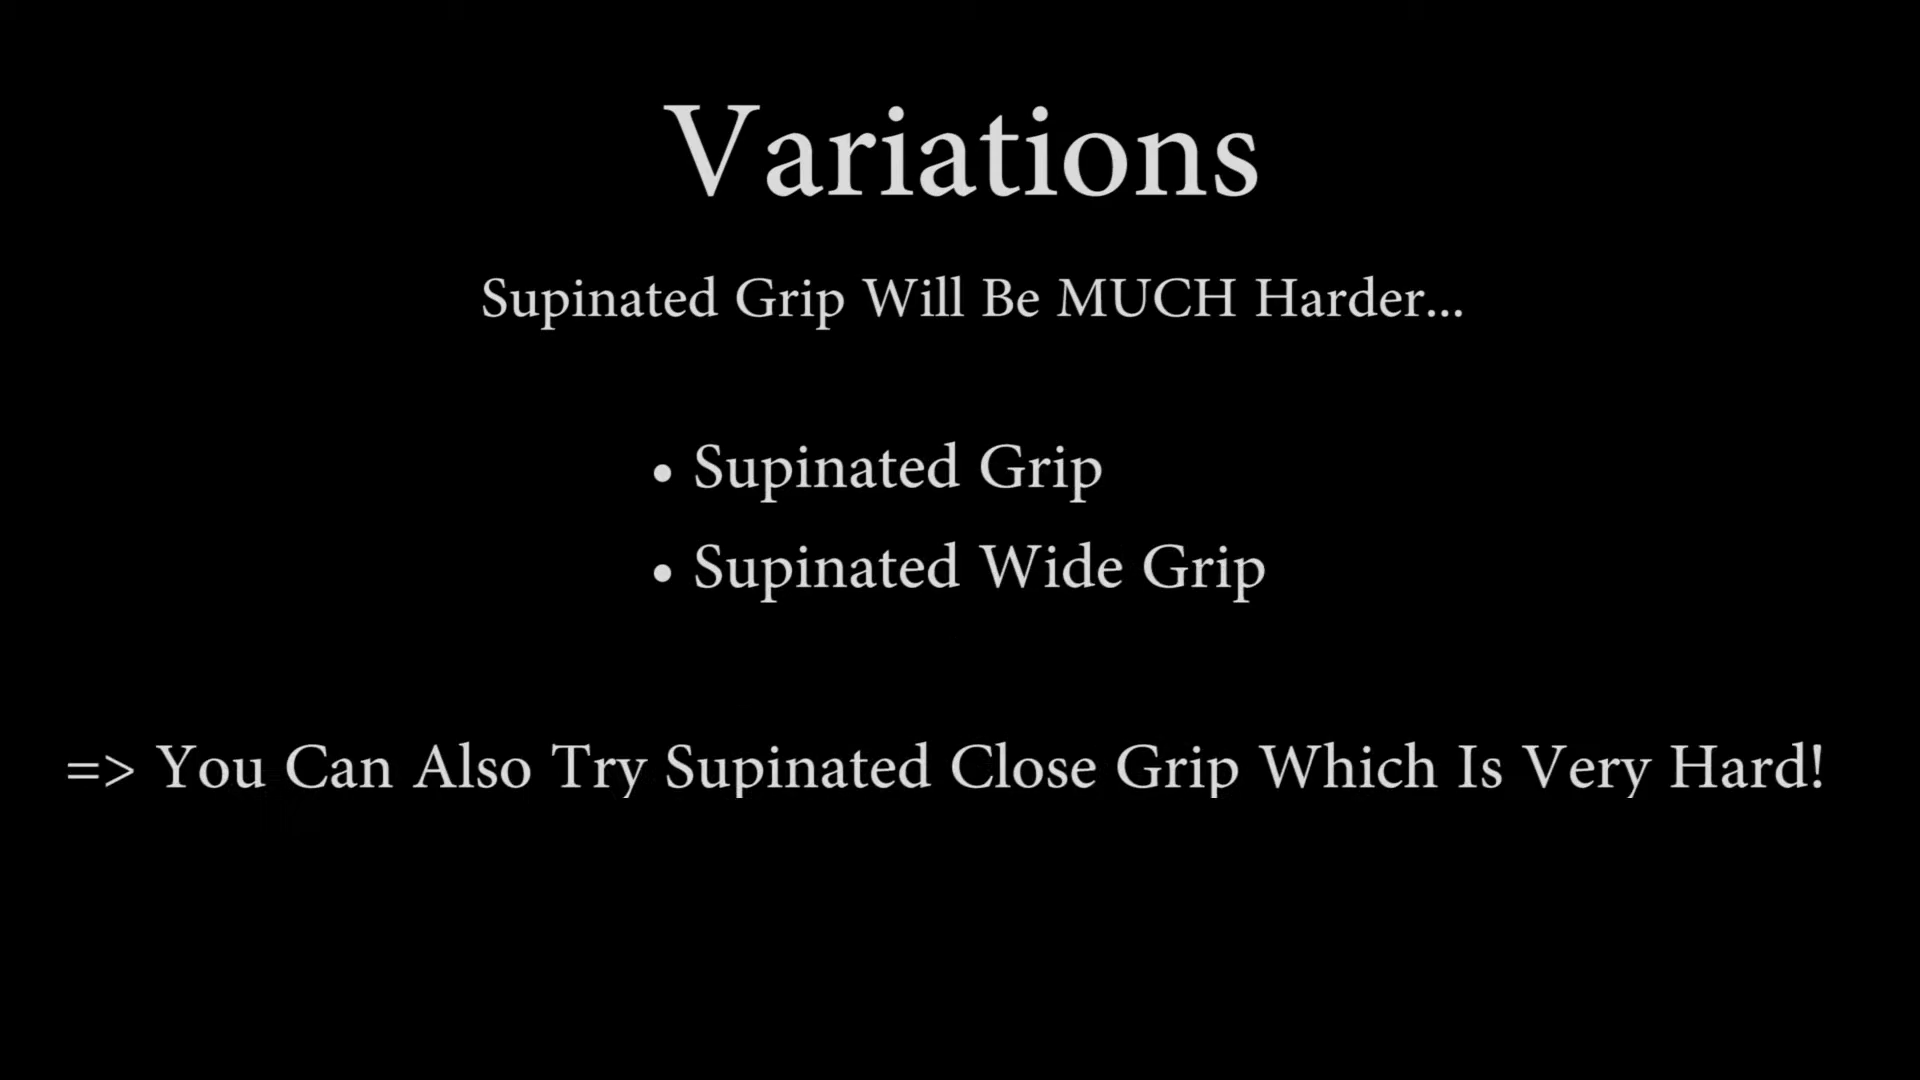 Variations
Supinated Grip Will Be MUCH Harder...
• Supinated Grip
• Supinated Wide Grip
=> You Can Also Try Supinated Close Grip Which Is Very Hard!